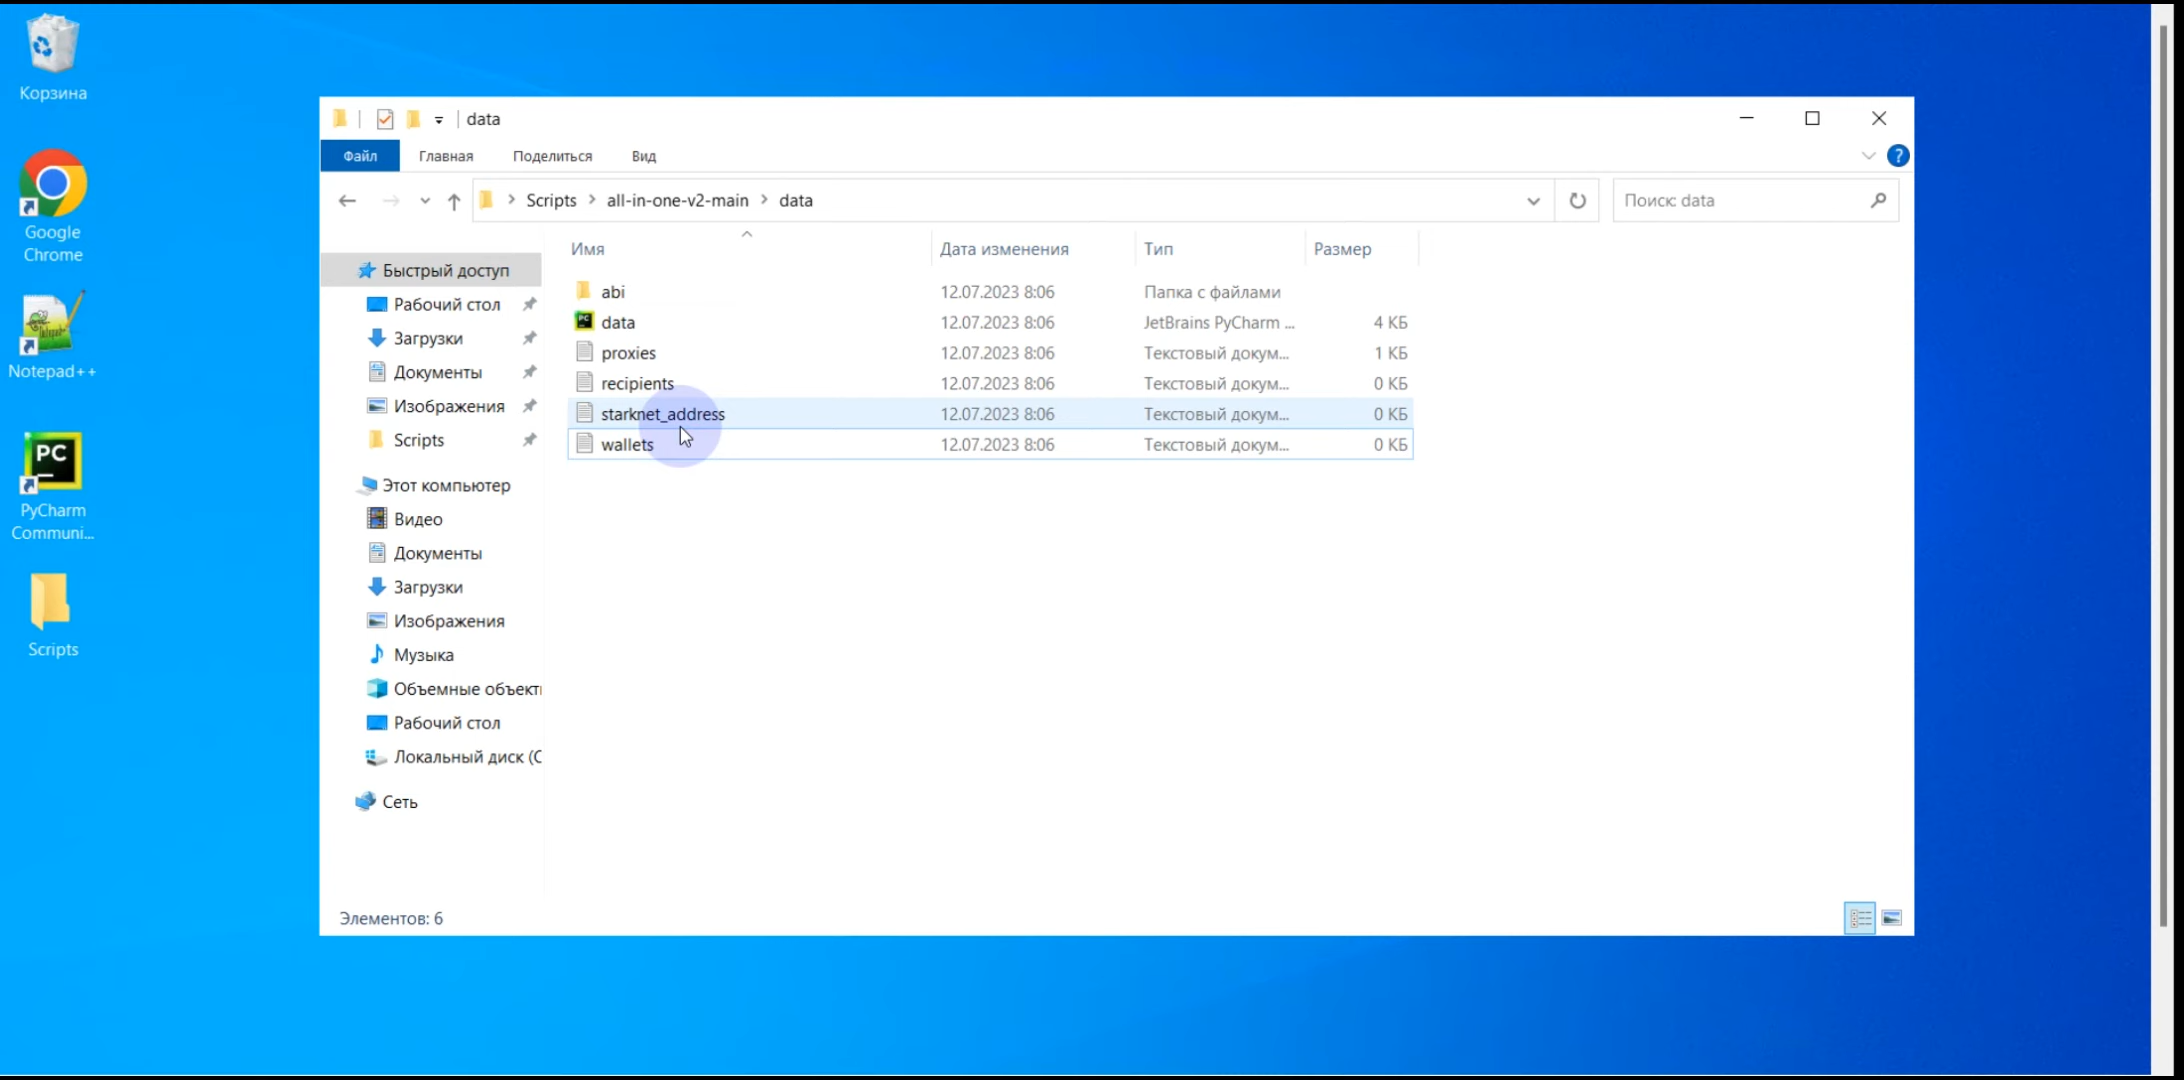 Корзина
Google
Chrome
Notepad++
PyCharm
Communi...
Scripts
data
Файл
Главная
Поделиться
Вид
Scripts
all-in-one-v2-main
data
Поиск: data
Имя
Дата изменения
Тип
Размер
Быстрый доступ
Рабочий стол
Загрузки
Документы
Изображения
Scripts
Этот компьютер
Видео
Документы
Загрузки
Изображения
Музыка
Объемные объекты
Рабочий стол
Локальный диск (C
Сеть
abi 12.07.2023 8:06 Папка с файлами
data 12.07.2023 8:06 JetBrains PyCharm ... 4 КБ
proxies 12.07.2023 8:06 Текстовый докум... 1 КБ
recipients 12.07.2023 8:06 Текстовый докум... 0 КБ
starknet_address 12.07.2023 8:06 Текстовый докум... 0 КБ
wallets 12.07.2023 8:06 Текстовый докум... 0 КБ
Элементов: 6